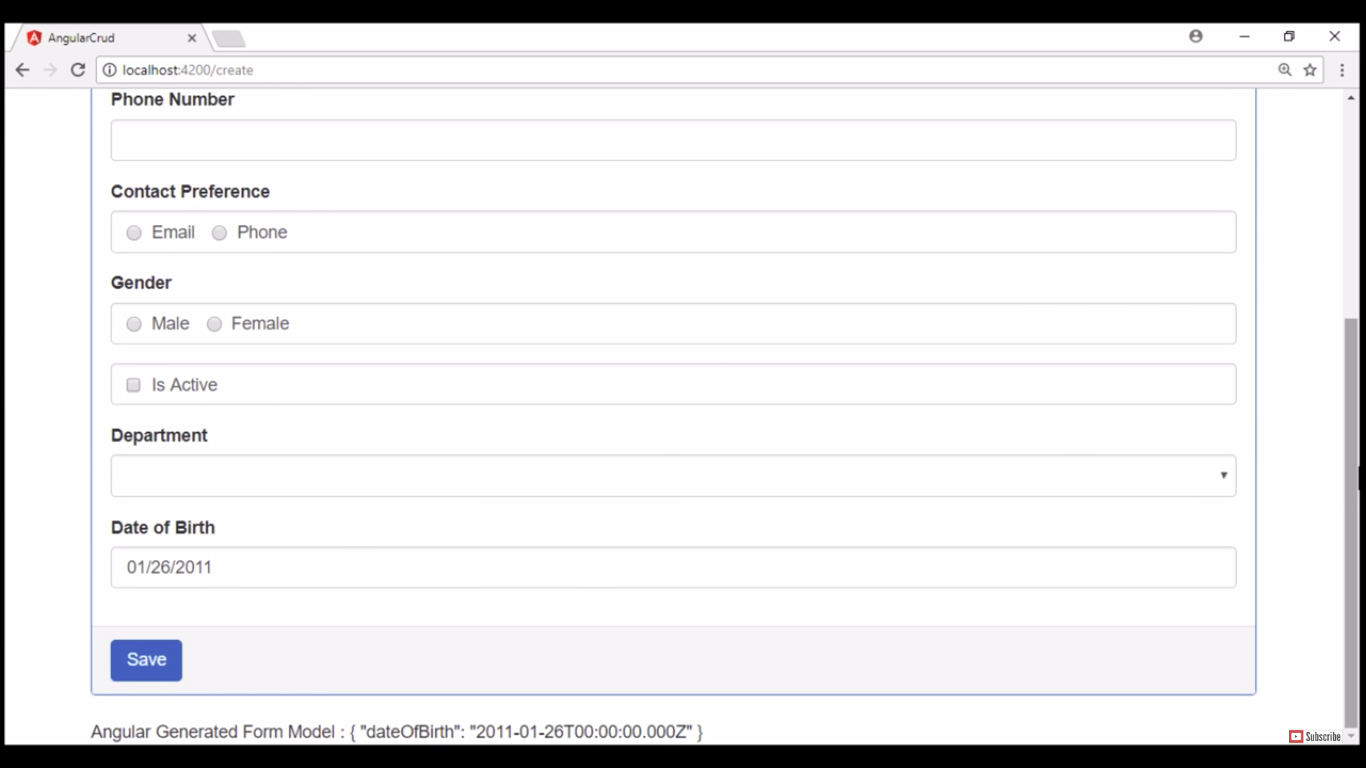 AngularCrud
localhost:4200/create
Phone Number
Contact Preference
Email Phone
Gender
Male Female
Is Active
Department
Date of Birth
01/26/2011
Save
Angular Generated Form Model : { "dateOfBirth": "2011-01-26T00:00:00.000Z" }
Subscribe